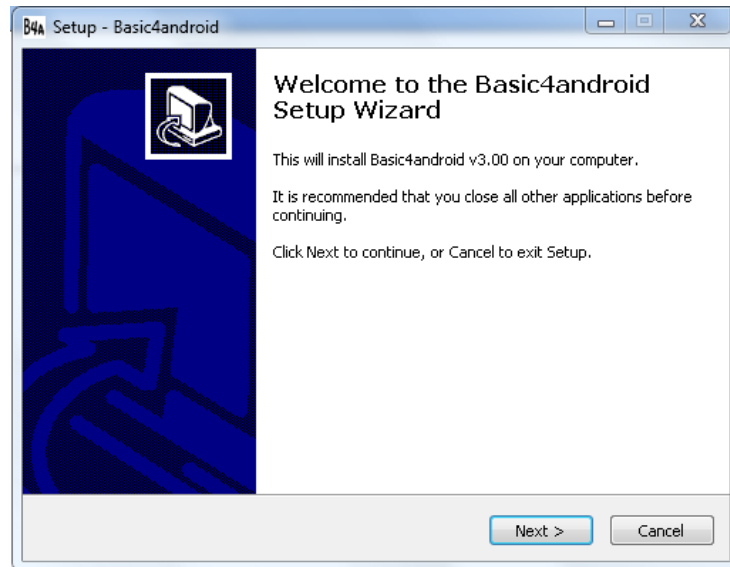 B4A Setup - Basic4android
Welcome to the Basic4android
Setup Wizard
This will install Basic4android v3.00 on your computer.
It is recommended that you close all other applications before
continuing.
Click Next to continue, or Cancel to exit Setup.
Next >
Cancel